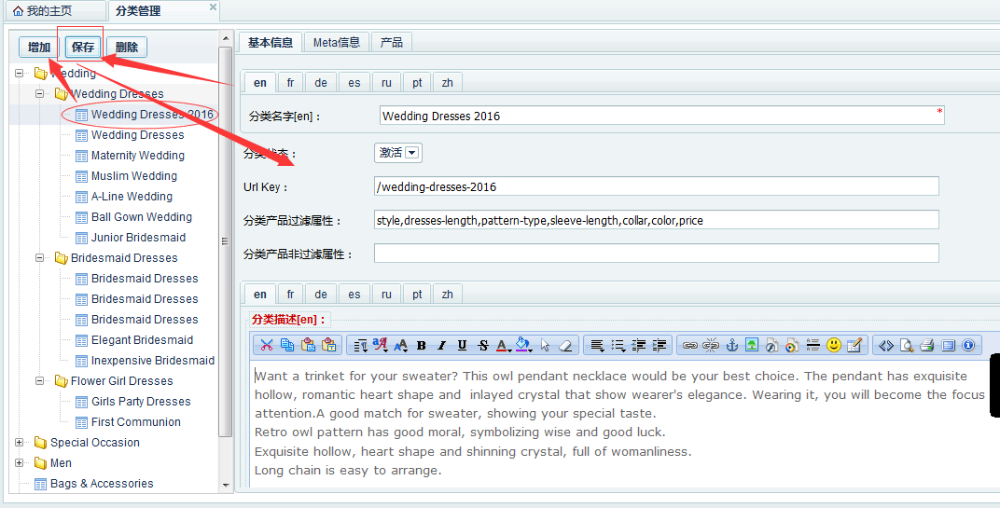 我的主页
分类管理
增加
保存
删除
Wedding
Wedding Dresses
Wedding Dresses 2016
Wedding Dresses
Maternity Wedding
Muslim Wedding
A-Line Wedding
Ball Gown Wedding
Junior Bridesmaid
Bridesmaid Dresses
Bridesmaid Dresses
Bridesmaid Dresses
Bridesmaid Dresses
Elegant Bridesmaid
Inexpensive Bridesmaid
Flower Girl Dresses
Girls Party Dresses
First Communion
Special Occasion
Men
Bags & Accessories
基本信息 Meta信息 产品
en fr de es ru pt zh
分类名字[en]： Wedding Dresses 2016 *
分类状态： 激活
Url Key： /wedding-dresses-2016
分类产品过滤属性： style,dresses-length,pattern-type,sleeve-length,collar,color,price
分类产品非过滤属性：
en fr de es ru pt zh
分类描述[en]：
Want a trinket for your sweater? This owl pendant necklace would be your best choice. The pendant has exquisite
hollow, romantic heart shape and  inlayed crystal that show wearer's elegance. Wearing it, you will become the focus
attention.A good match for sweater, showing your special taste.
Retro owl pattern has good moral, symbolizing wise and good luck.
Exquisite hollow, heart shape and shinning crystal, full of womanliness.
Long chain is easy to arrange.